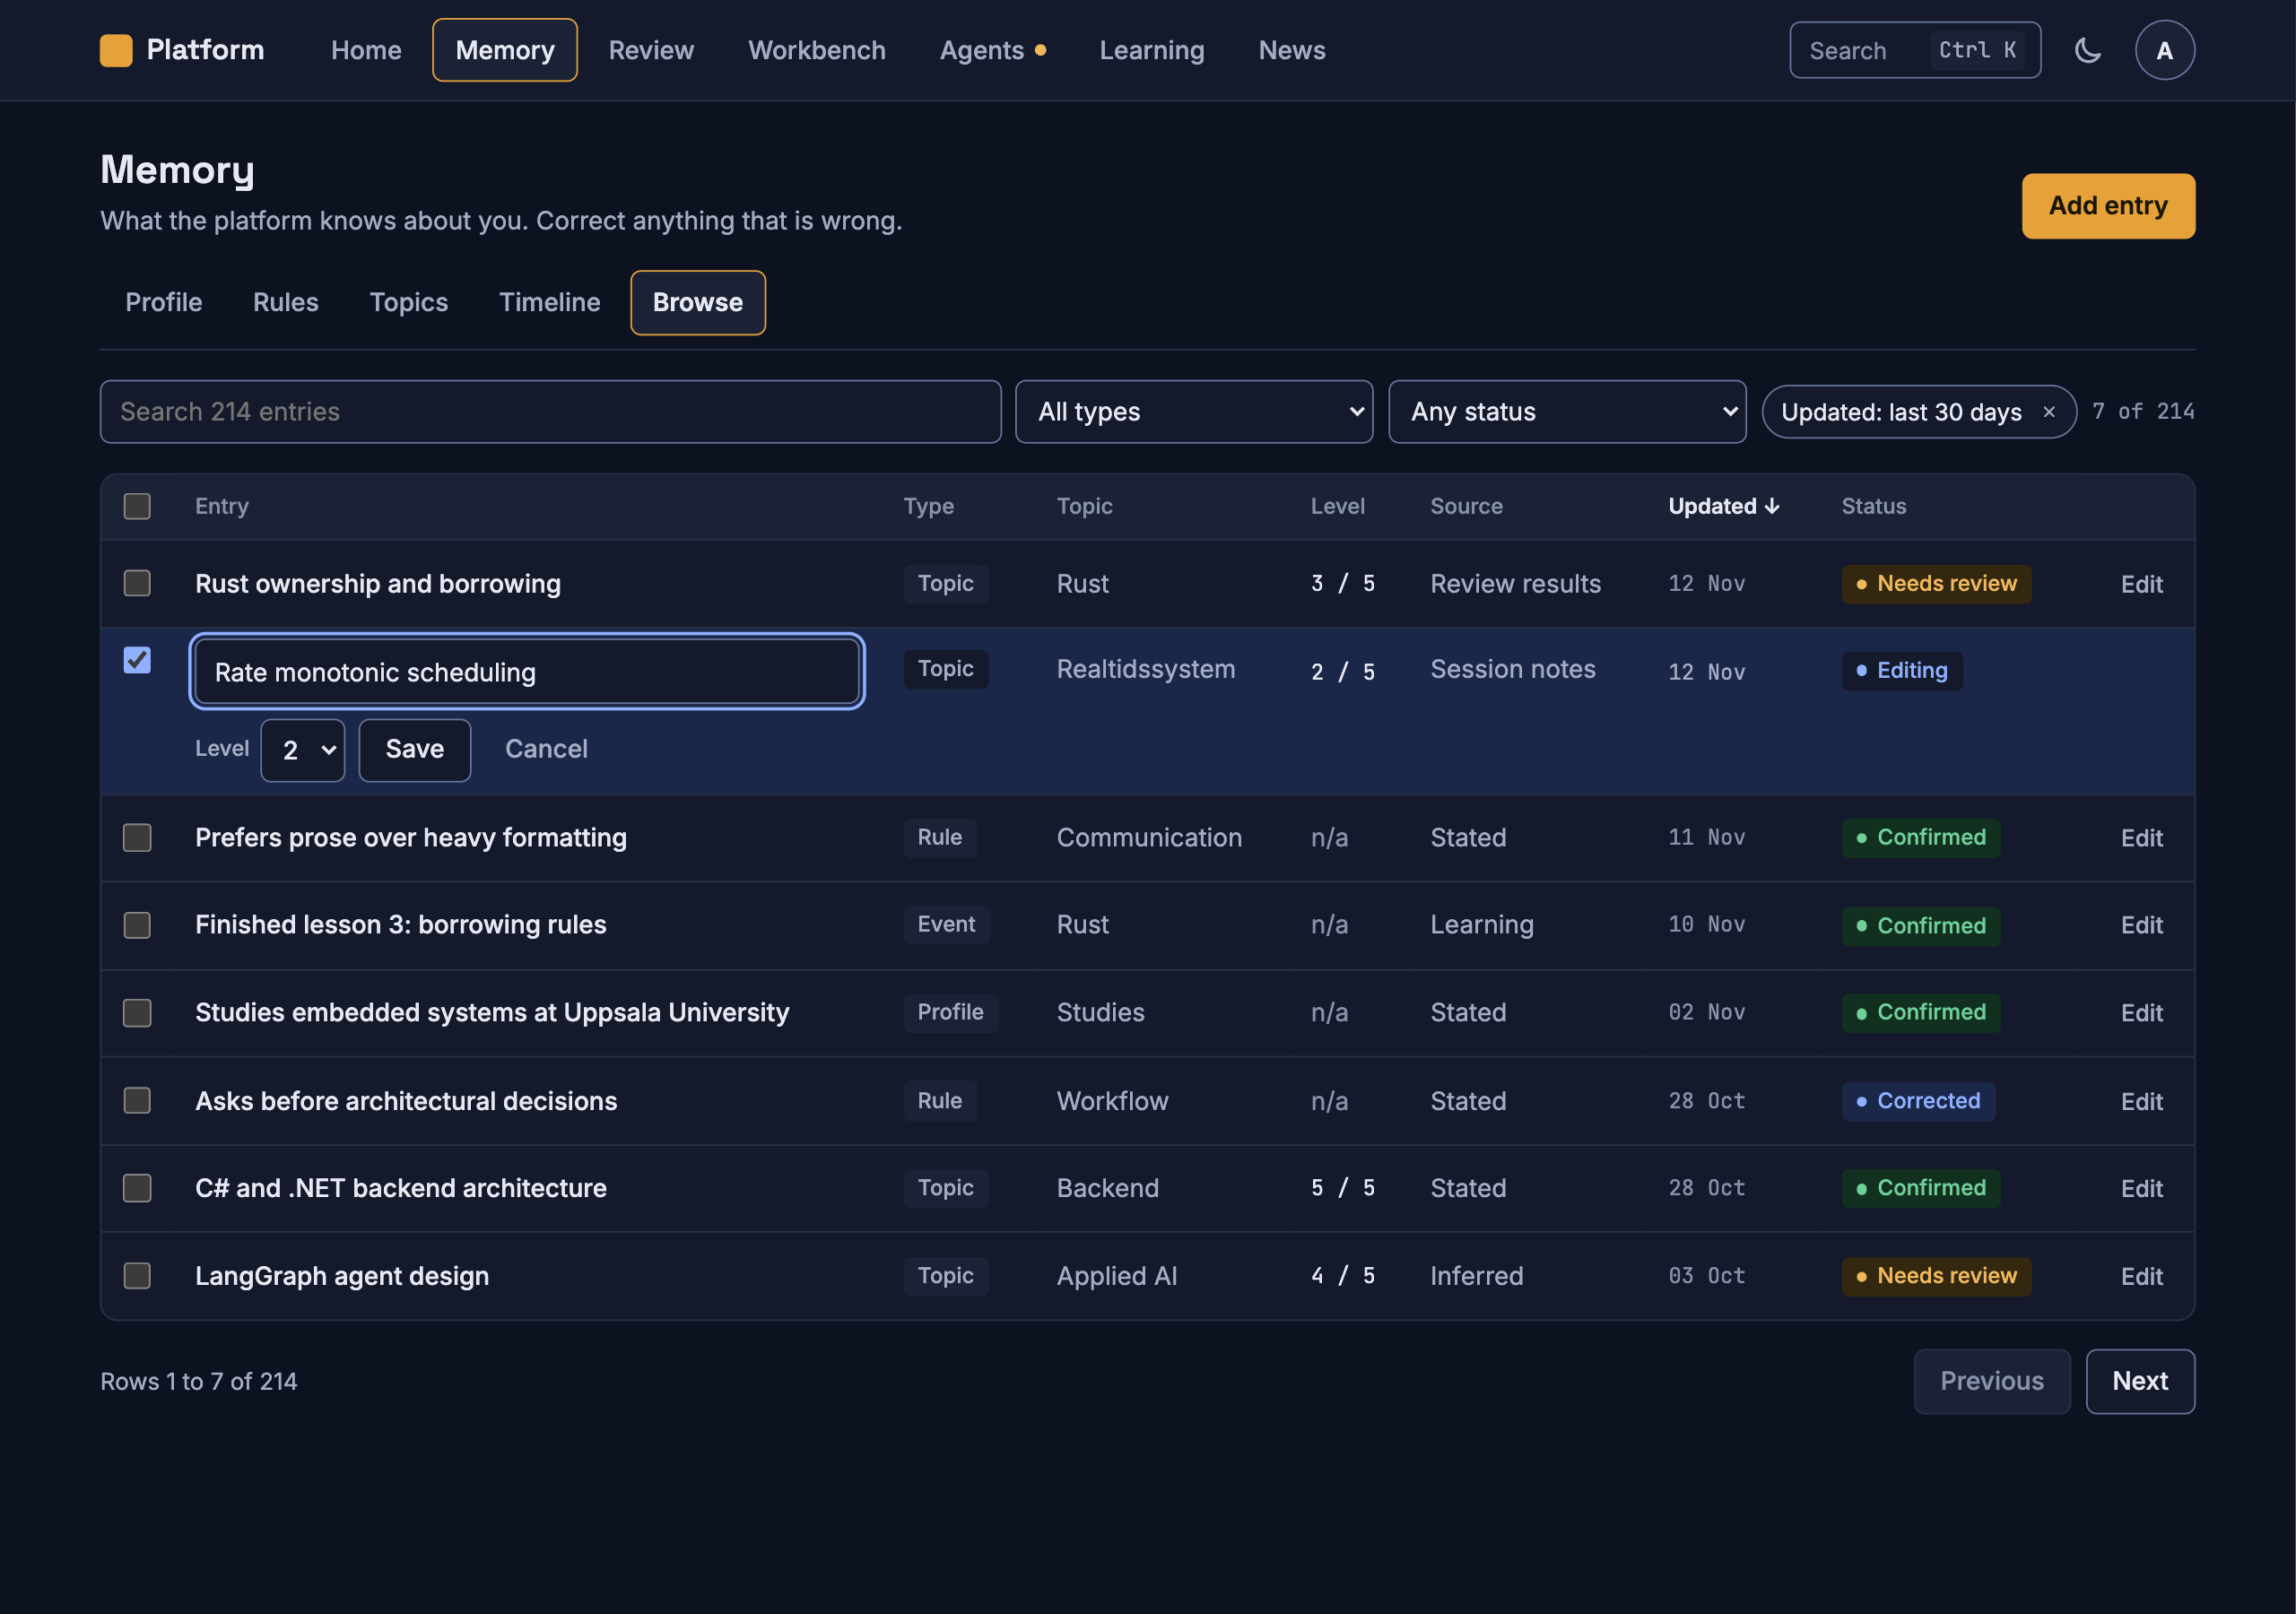 Platform Home Memory Review Workbench Agents Learning News Search Ctrl K A
Memory
What the platform knows about you. Correct anything that is wrong.
Add entry
Profile Rules Topics Timeline Browse
Search 214 entries All types Any status Updated: last 30 days × 7 of 214
Entry Type Topic Level Source Updated ↓ Status
Rust ownership and borrowing Topic Rust 3 / 5 Review results 12 Nov Needs review Edit
Rate monotonic scheduling Topic Realtidssystem 2 / 5 Session notes 12 Nov Editing
Level 2 Save Cancel
Prefers prose over heavy formatting Rule Communication n/a Stated 11 Nov Confirmed Edit
Finished lesson 3: borrowing rules Event Rust n/a Learning 10 Nov Confirmed Edit
Studies embedded systems at Uppsala University Profile Studies n/a Stated 02 Nov Confirmed Edit
Asks before architectural decisions Rule Workflow n/a Stated 28 Oct Corrected Edit
C# and .NET backend architecture Topic Backend 5 / 5 Stated 28 Oct Confirmed Edit
LangGraph agent design Topic Applied AI 4 / 5 Inferred 03 Oct Needs review Edit
Rows 1 to 7 of 214 Previous Next